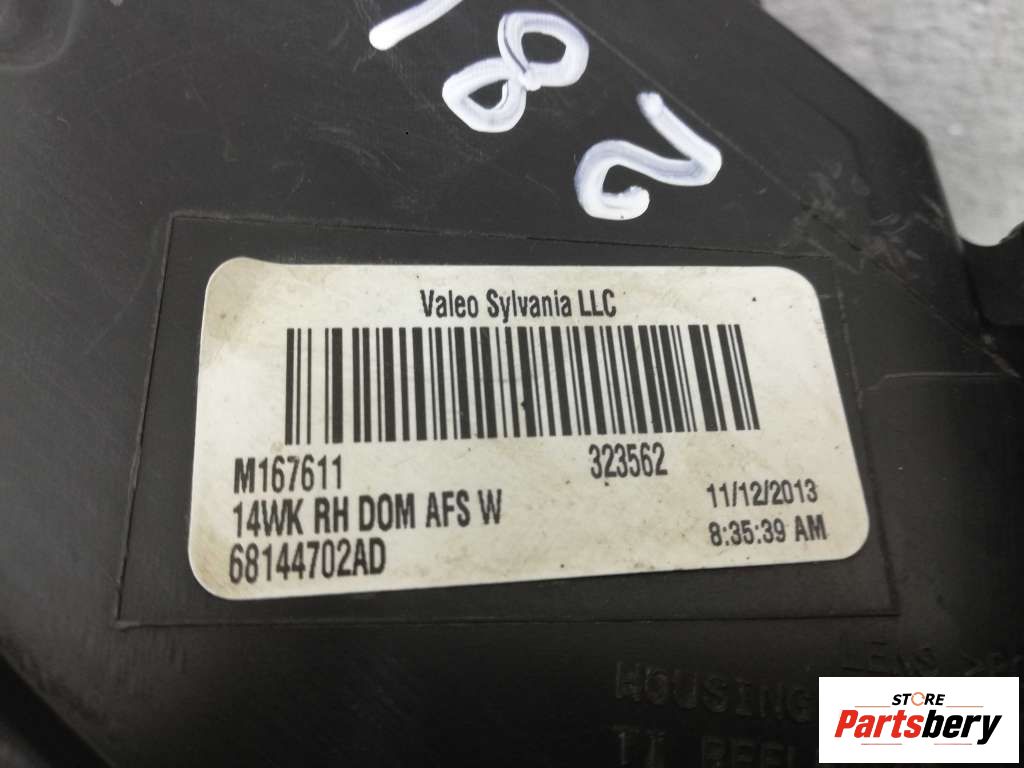 182
Valeo Sylvania LLC
M167611 323562
14WK RH DOM AFS W 11/12/2013
68144702AD 8:35:39 AM
LENS
HOUSING
STORE
Partsbery